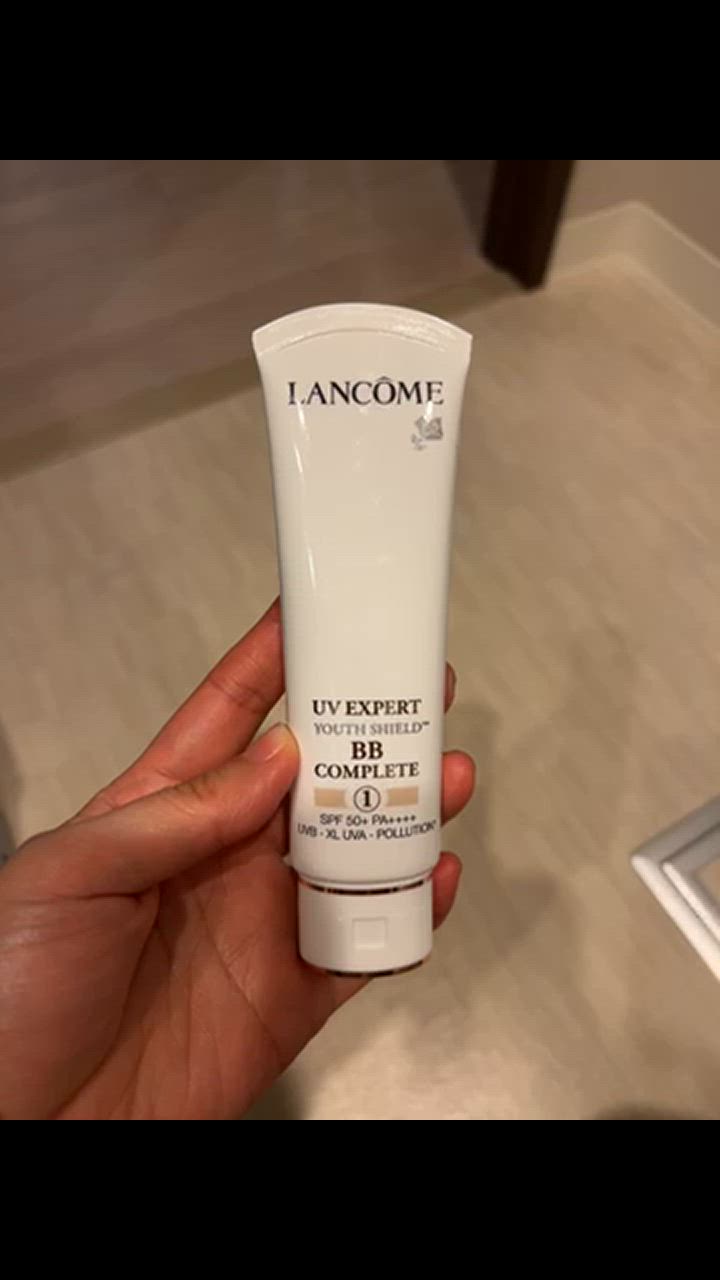 LANCÔME
UV EXPERT
YOUTH SHIELD™
BB
COMPLETE
1
SPF 50+ PA++++
UVB - XL UVA - POLLUTION*